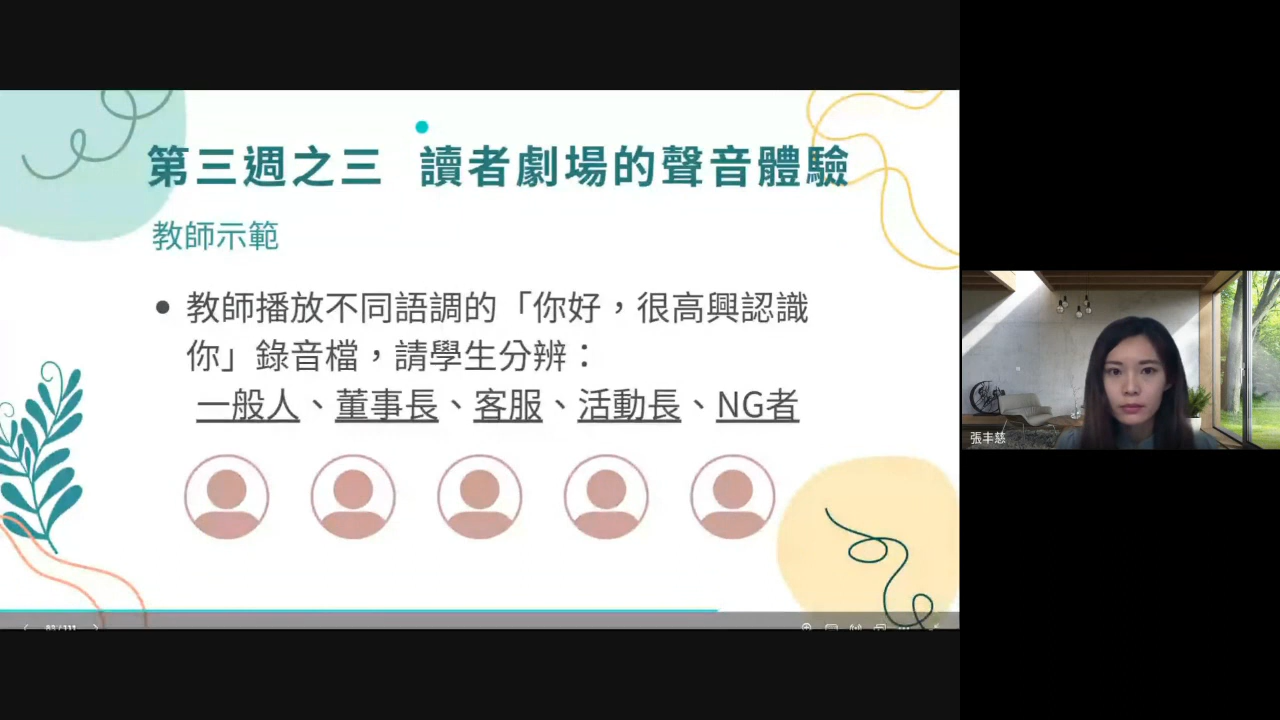 第三週之三 讀者劇場的聲音體驗
教師示範
• 教師播放不同語調的「你好，很高興認識
你」錄音檔，請學生分辨：
一般人、董事長、客服、活動長、NG者
張丰慈